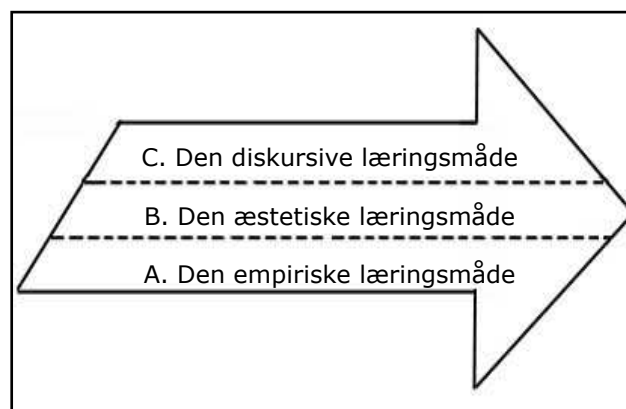 C. Den diskursive læringsmåde
B. Den æstetiske læringsmåde
A. Den empiriske læringsmåde